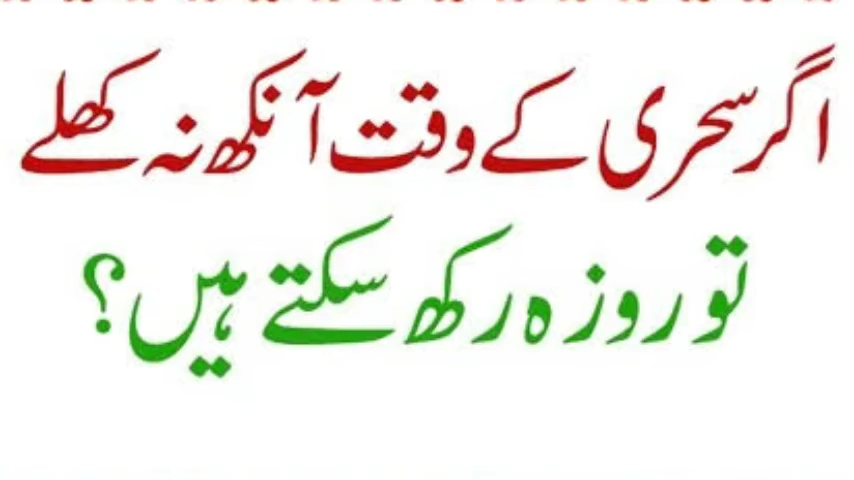 اگر سحری کے وقت آنکھ نہ کھلے
تو روزہ رکھ سکتے ہیں؟